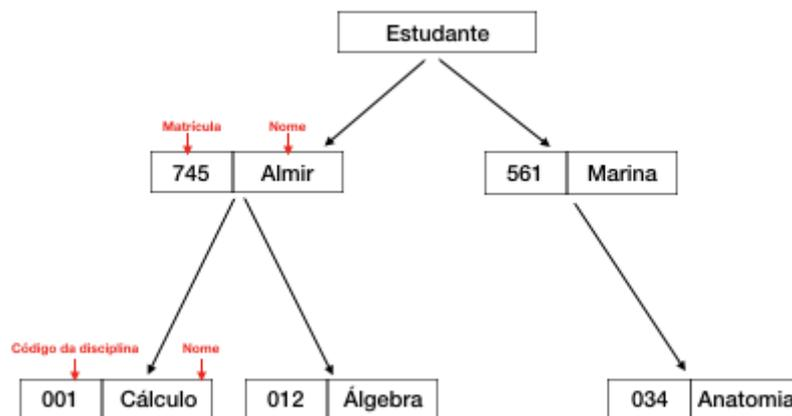 Estudante
Matrícula Nome
745 Almir 561 Marina
Código da disciplina Nome
001 Cálculo 012 Álgebra 034 Anatomia